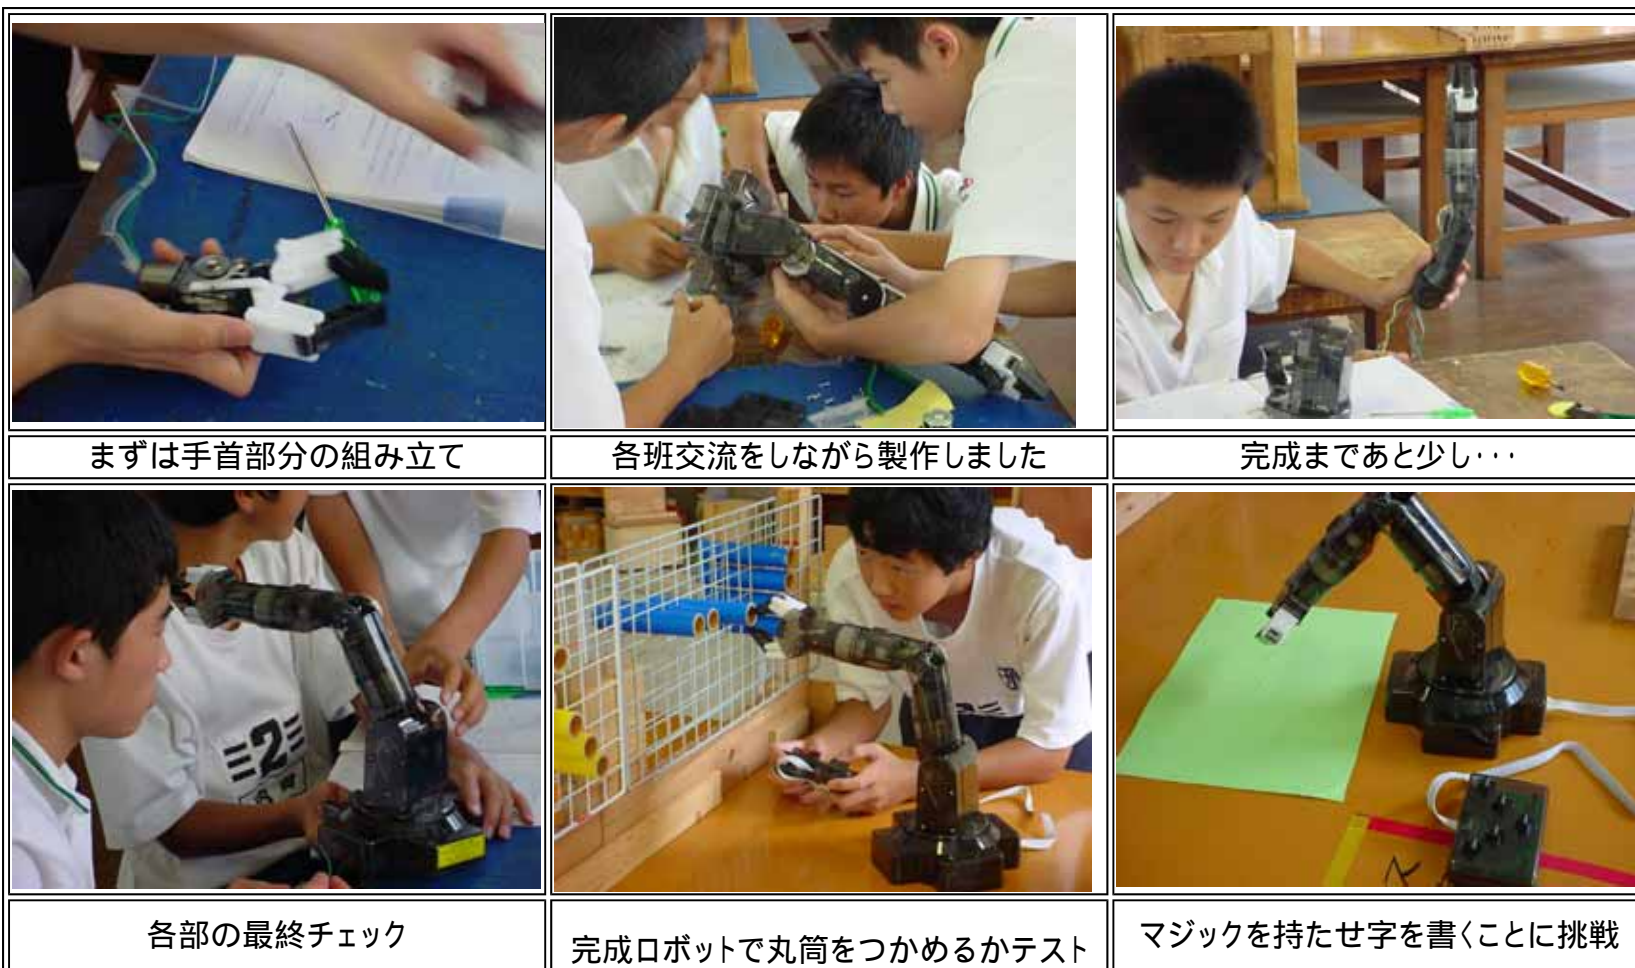 まずは手首部分の組み立て
各班交流をしながら製作しました
完成まであと少し・・・
2
各部の最終チェック
完成ロボットで丸筒をつかめるかテスト
マジックを持たせ字を書くことに挑戦